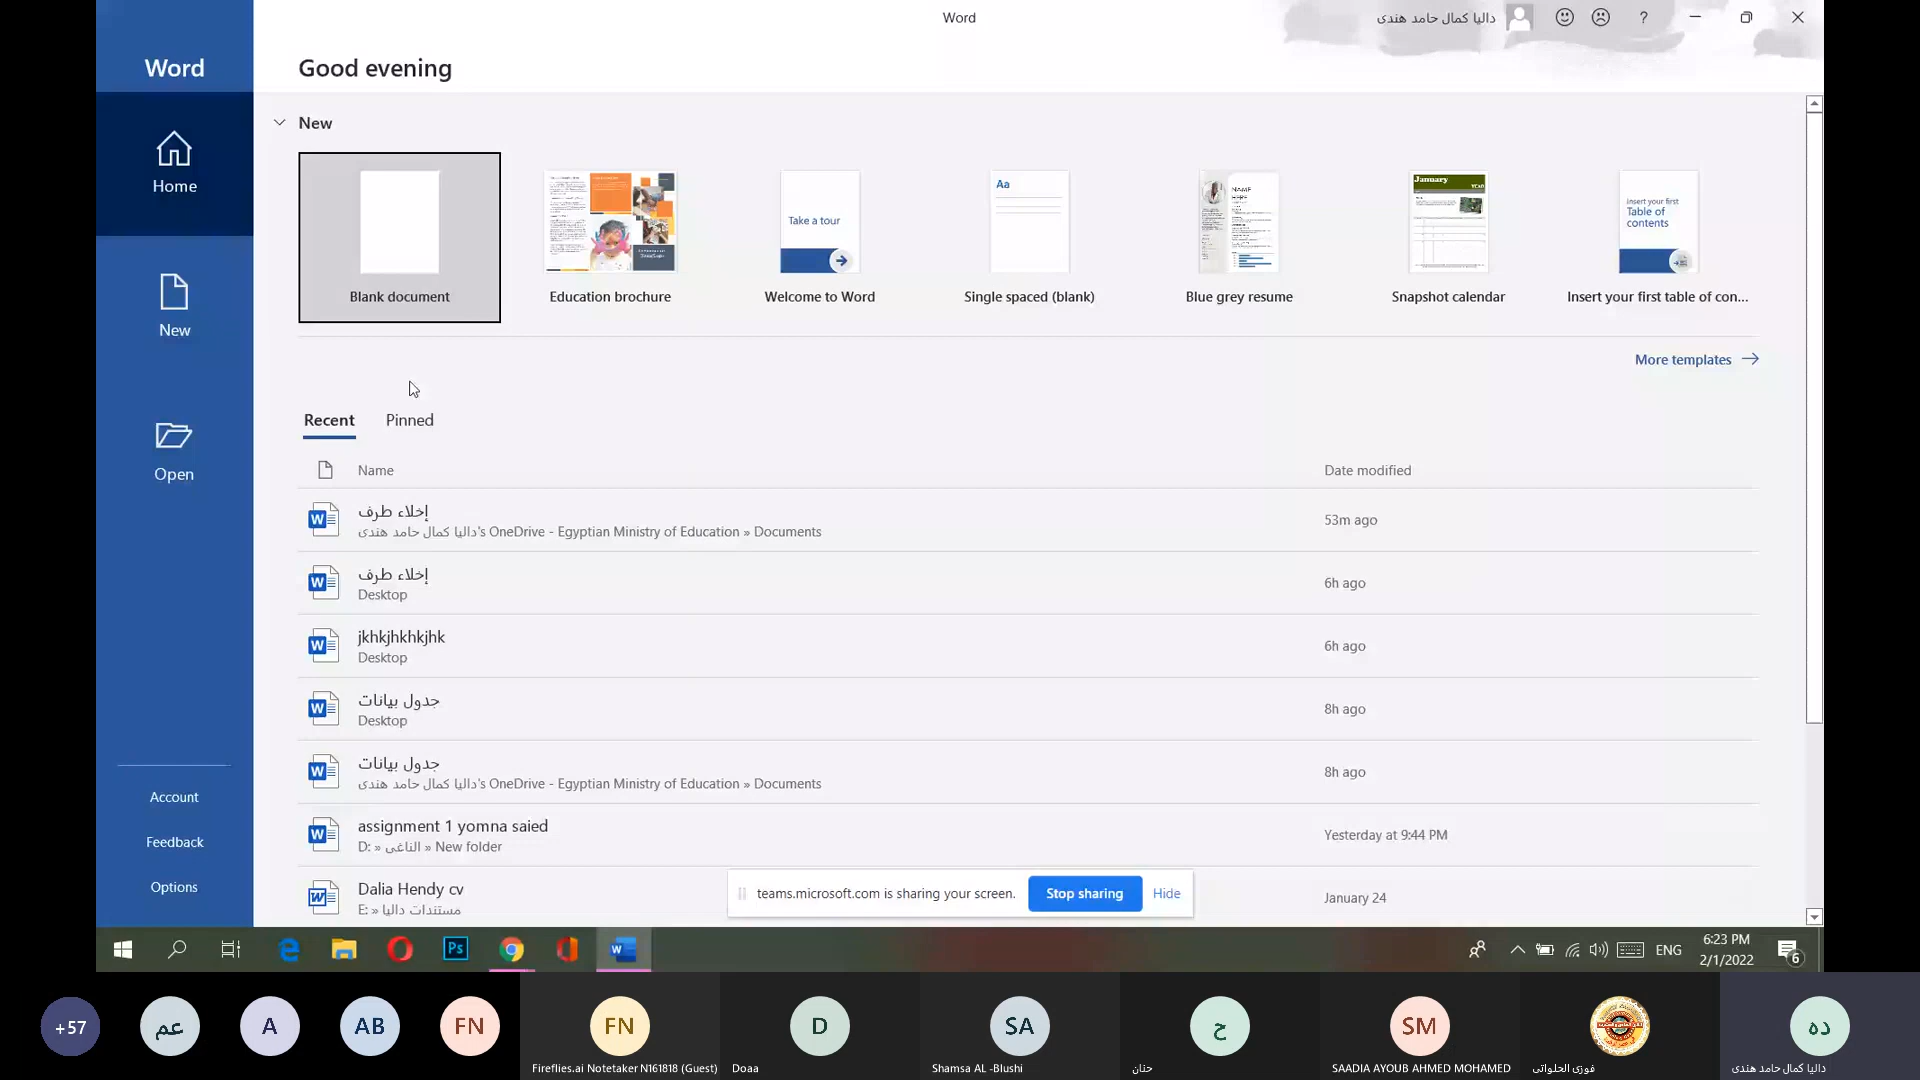 Word
داليا كمال حامد هندى
?
Word
Good evening
Home
New
Open
Account
Feedback
Options
New
Take a tour
Aa
NAME
HERE
January
YEAR
Insert your first
Table of
contents
Blank document
Education brochure
Welcome to Word
Single spaced (blank)
Blue grey resume
Snapshot calendar
Insert your first table of con...
More templates
Recent
Pinned
Name
Date modified
إخلاء طرف
داليا كمال حامد هندى's OneDrive - Egyptian Ministry of Education » Documents
53m ago
إخلاء طرف
Desktop
6h ago
jkhkjhkhkjhk
Desktop
6h ago
جدول بيانات
Desktop
8h ago
جدول بيانات
داليا كمال حامد هندى's OneDrive - Egyptian Ministry of Education » Documents
8h ago
assignment 1 yomna saied
D: » الناغى » New folder
Yesterday at 9:44 PM
Dalia Hendy cv
E: » مستندات داليا
January 24
teams.microsoft.com is sharing your screen.
Stop sharing
Hide
Ps
W
ENG
6:23 PM
2/1/2022
6
+57
عم
A
AB
FN
FN
Fireflies.ai Notetaker N161818 (Guest)
D
Doaa
SA
Shamsa AL -Blushi
ح
حنان
SM
SAADIA AYOUB AHMED MOHAMED
فوزى الحلوانى
ده
داليا كمال حامد هندى